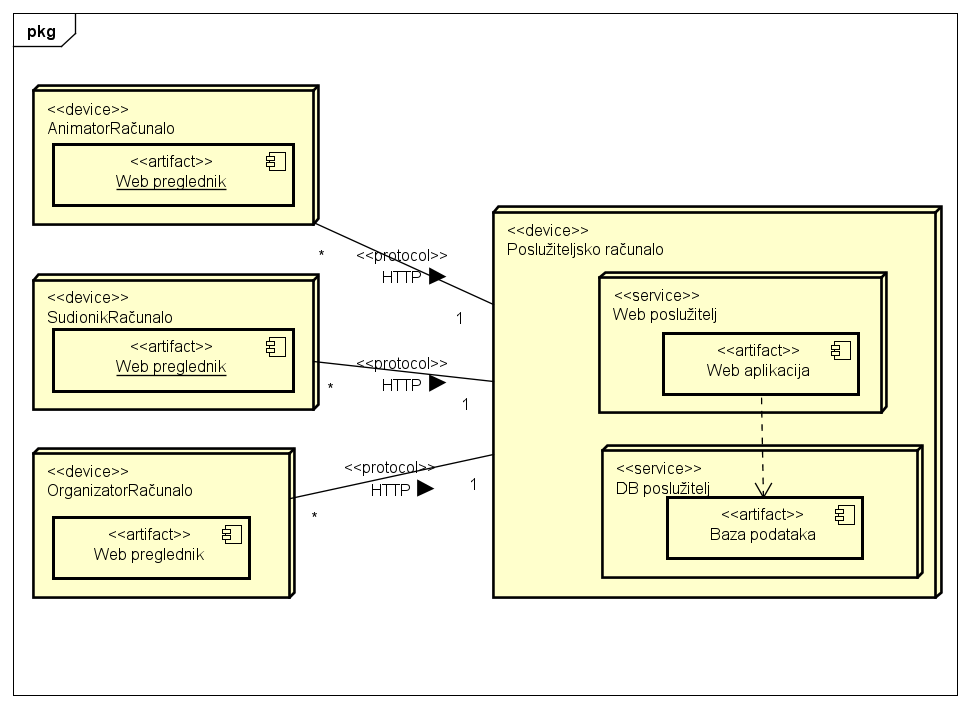 pkg
<<device>>
AnimatorRačunalo
<<artifact>>
Web preglednik
*
<<protocol>>
HTTP
1
<<device>>
SudionikRačunalo
<<artifact>>
Web preglednik
*
<<protocol>>
HTTP
1
<<device>>
OrganizatorRačunalo
<<artifact>>
Web preglednik
*
<<protocol>>
HTTP
1
<<device>>
Poslužiteljsko računalo
<<service>>
Web poslužitelj
<<artifact>>
Web aplikacija
<<service>>
DB poslužitelj
<<artifact>>
Baza podataka